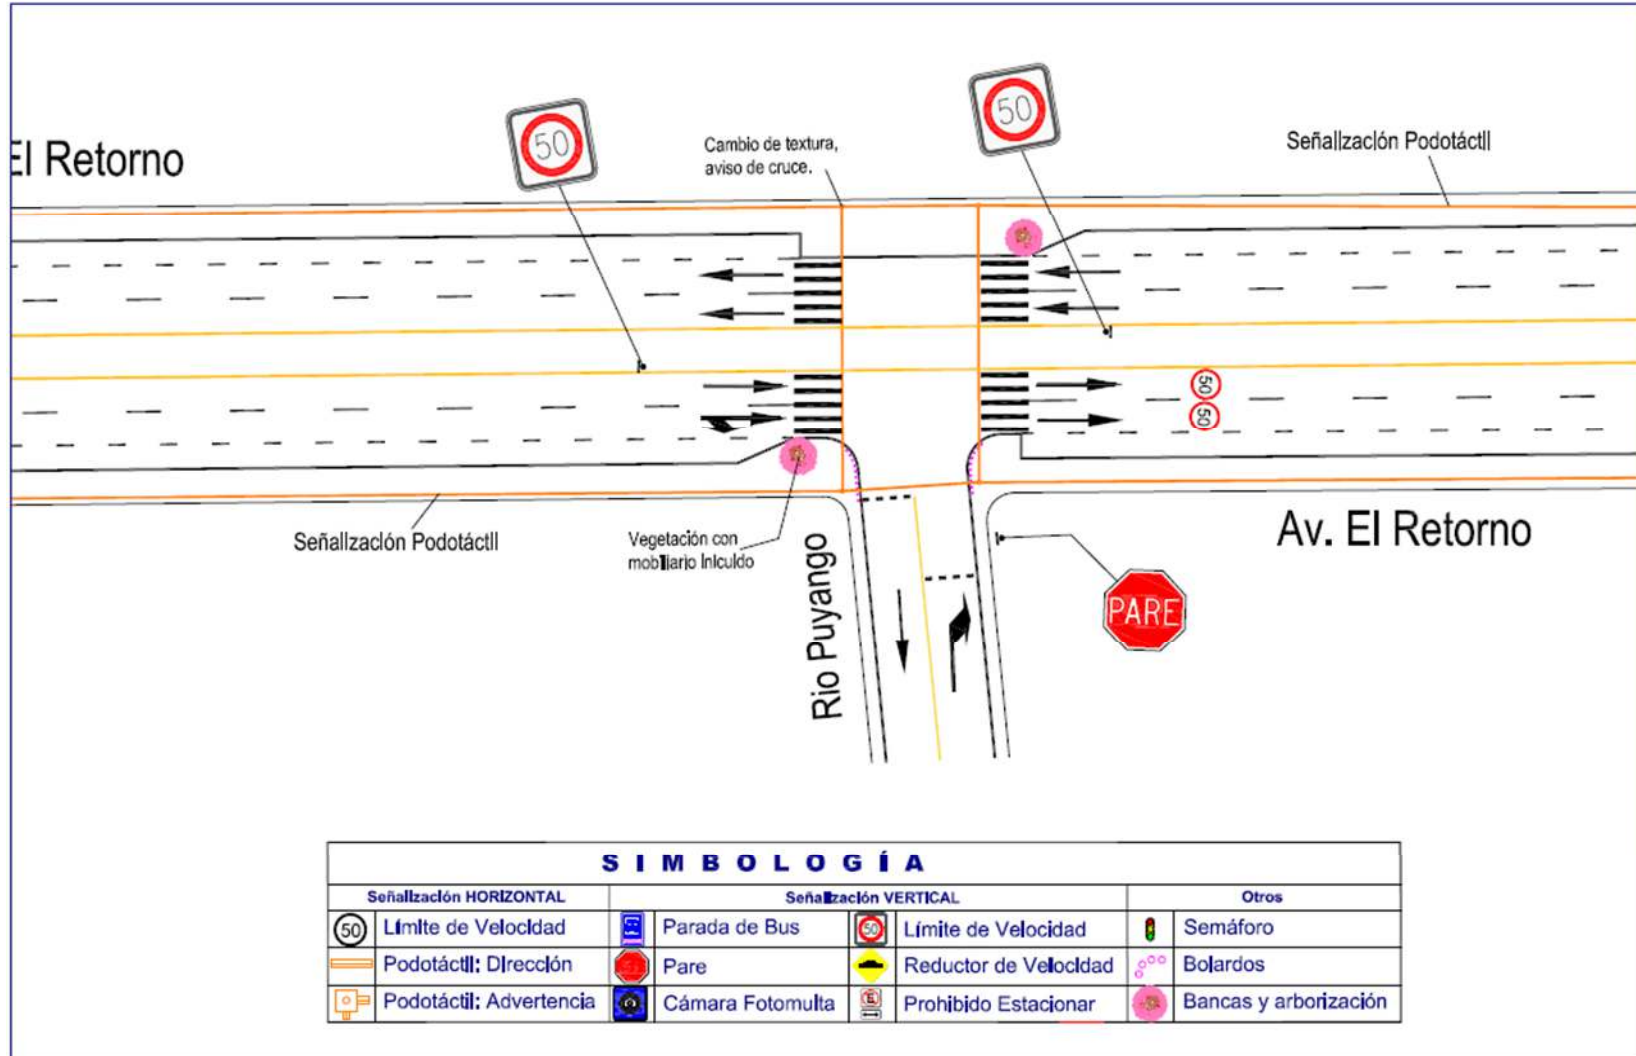 50
50
Cambio de textura,
aviso de cruce.
Señalización Podotáctil
El Retorno
50
50
Señalización Podotáctil
Vegetación con
mobiliario inlcuido
Rio Puyango
Av. El Retorno
PARE
SIMBOLOGÍA
Señalización HORIZONTAL
Señalización VERTICAL
Otros
50 Límite de Velocidad
Parada de Bus
50 Límite de Velocidad
Semáforo
Podotáctil: Dirección
Pare
Reductor de Velocidad
Bolardos
Podotáctil: Advertencia
Cámara Fotomulta
E Prohibido Estacionar
Bancas y arborización